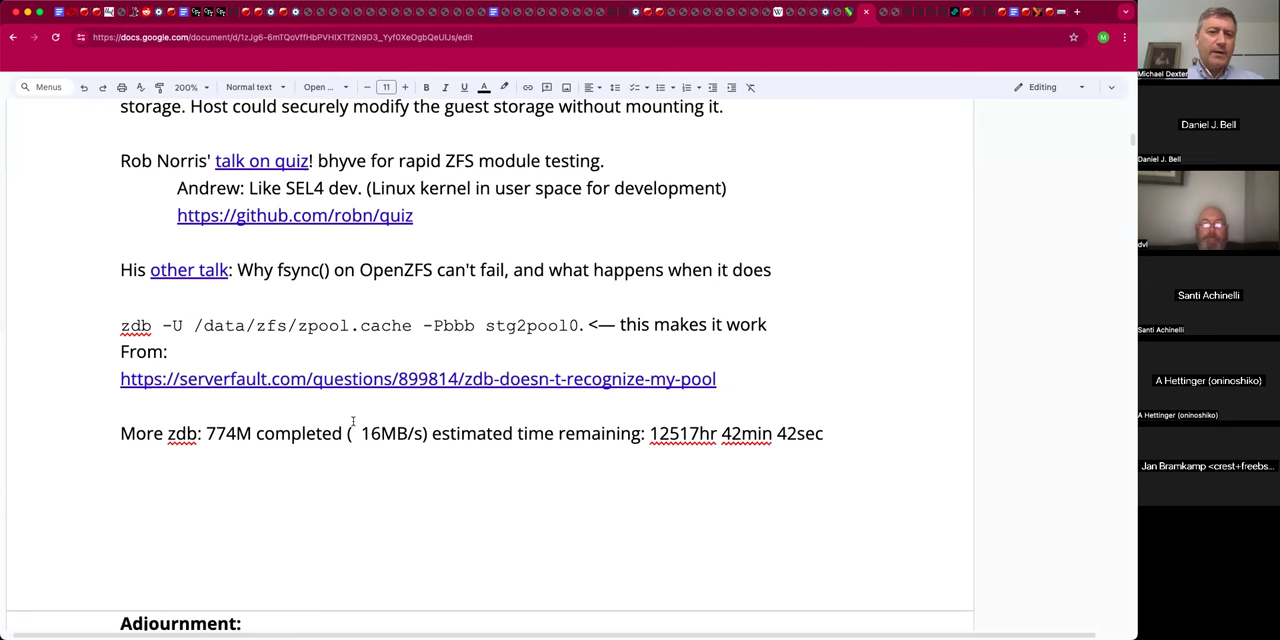 https://docs.google.com/document/d/1zJg6-6mTQoVffHbPVHIXTf2N9D3_Yyf0XeOgbQeUIJs/edit
Menus
200%
Normal text
Open ...
11
Editing
storage. Host could securely modify the guest storage without mounting it.
Rob Norris' talk on quiz! bhyve for rapid ZFS module testing.
Andrew: Like SEL4 dev. (Linux kernel in user space for development)
https://github.com/robn/quiz
His other talk: Why fsync() on OpenZFS can't fail, and what happens when it does
zdb -U /data/zfs/zpool.cache -Pbbb stg2pool0. <— this makes it work
From:
https://serverfault.com/questions/899814/zdb-doesn-t-recognize-my-pool
More zdb: 774M completed ( 16MB/s) estimated time remaining: 12517hr 42min 42sec
Adjournment:
Michael Dexter
Daniel J. Bell
Daniel J. Bell
dvl
Santi Achinelli
Santi Achinelli
A Hettinger (oninoshiko)
A Hettinger (oninoshiko)
Jan Bramkamp <crest+freebs...